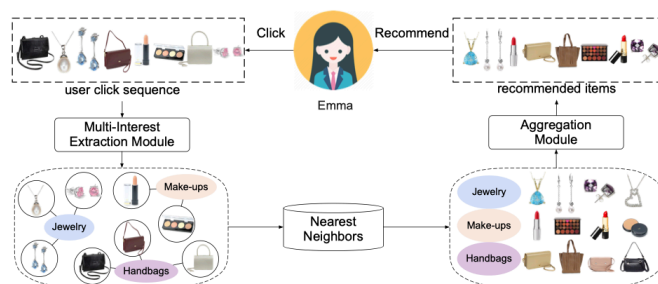 Click
Recommend
Emma
user click sequence
recommended items
Multi-Interest
Extraction Module
Aggregation
Module
Make-ups
Jewelry
Handbags
Nearest
Neighbors
Jewelry
Make-ups
Handbags